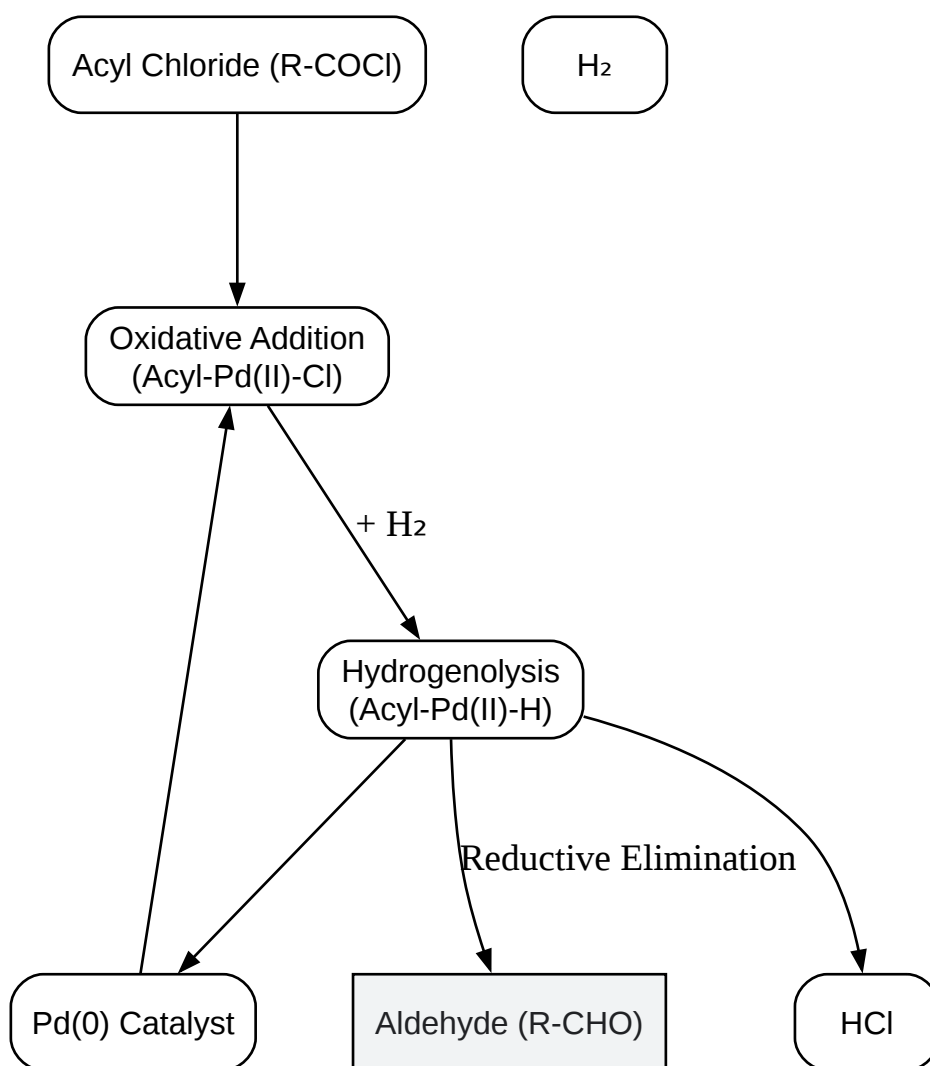 Acyl Chloride (R-COCl)
H₂
Oxidative Addition
(Acyl-Pd(II)-Cl)
+ H₂
Hydrogenolysis
(Acyl-Pd(II)-H)
Reductive Elimination
Pd(0) Catalyst
Aldehyde (R-CHO)
HCl